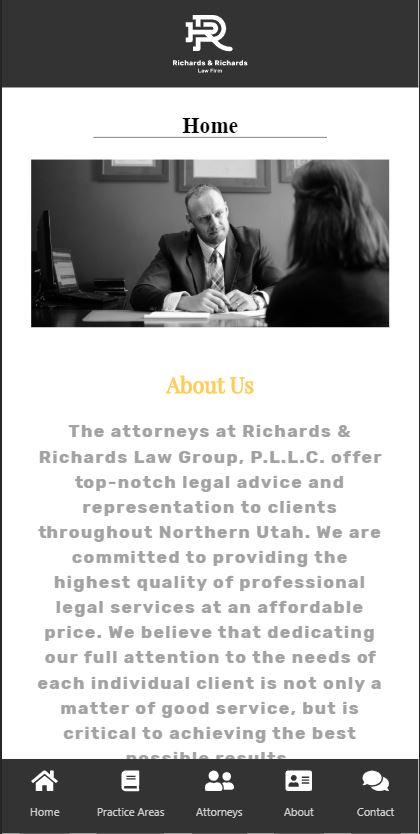 Richards & Richards
Law Firm
Home
About Us
The attorneys at Richards &
Richards Law Group, P.L.L.C. offer
top-notch legal advice and
representation to clients
throughout Northern Utah. We are
committed to providing the
highest quality of professional
legal services at an affordable
price. We believe that dedicating
our full attention to the needs of
each individual client is not only a
matter of good service, but is
critical to achieving the best
possible results.
Home Practice Areas Attorneys About Contact